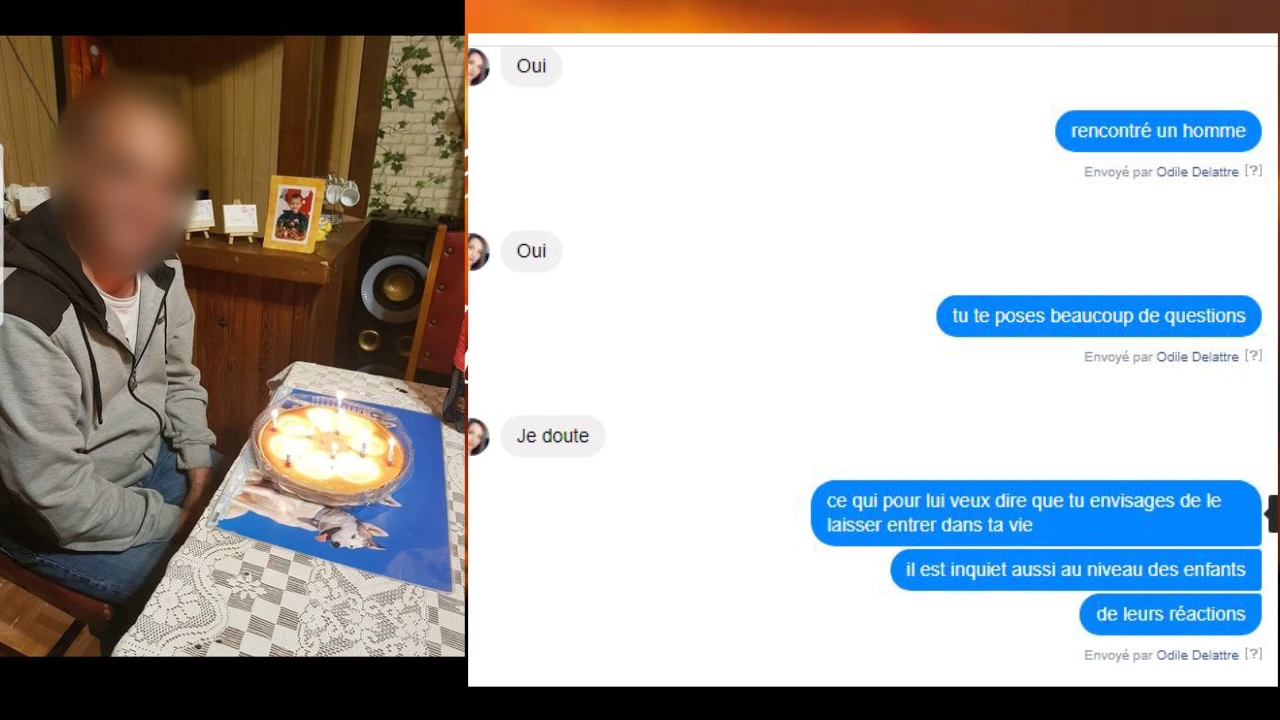 Oui
rencontré un homme
Envoyé par Odile Delattre [?]
Oui
tu te poses beaucoup de questions
Envoyé par Odile Delattre [?]
Je doute
ce qui pour lui veux dire que tu envisages de le
laisser entrer dans ta vie
il est inquiet aussi au niveau des enfants
de leurs réactions
Envoyé par Odile Delattre [?]